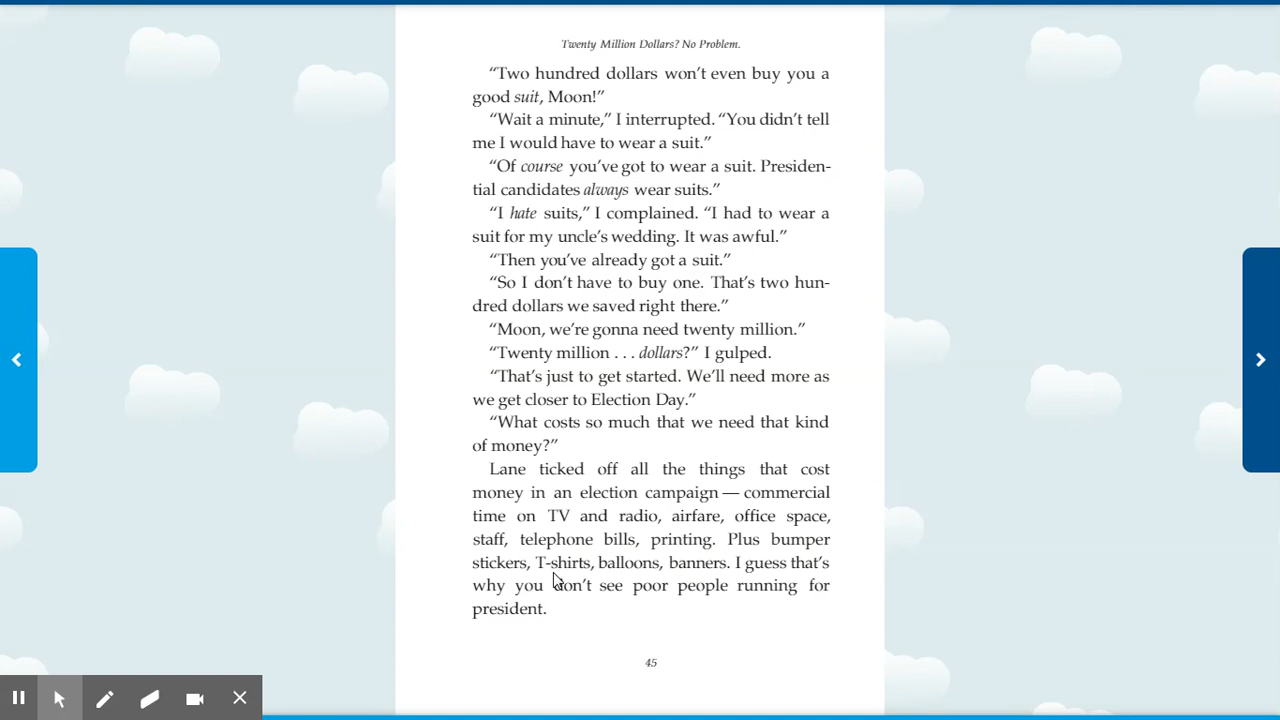 Twenty Million Dollars? No Problem.
“Two hundred dollars won’t even buy you a
good suit, Moon!”
“Wait a minute,” I interrupted. “You didn’t tell
me I would have to wear a suit.”
“Of course you’ve got to wear a suit. Presiden-
tial candidates always wear suits.”
“I hate suits,” I complained. “I had to wear a
suit for my uncle’s wedding. It was awful.”
“Then you’ve already got a suit.”
“So I don’t have to buy one. That’s two hun-
dred dollars we saved right there.”
“Moon, we’re gonna need twenty million.”
“Twenty million . . . dollars?” I gulped.
“That’s just to get started. We’ll need more as
we get closer to Election Day.”
“What costs so much that we need that kind
of money?”
Lane ticked off all the things that cost
money in an election campaign — commercial
time on TV and radio, airfare, office space,
staff, telephone bills, printing. Plus bumper
stickers, T-shirts, balloons, banners. I guess that’s
why you don’t see poor people running for
president.
45